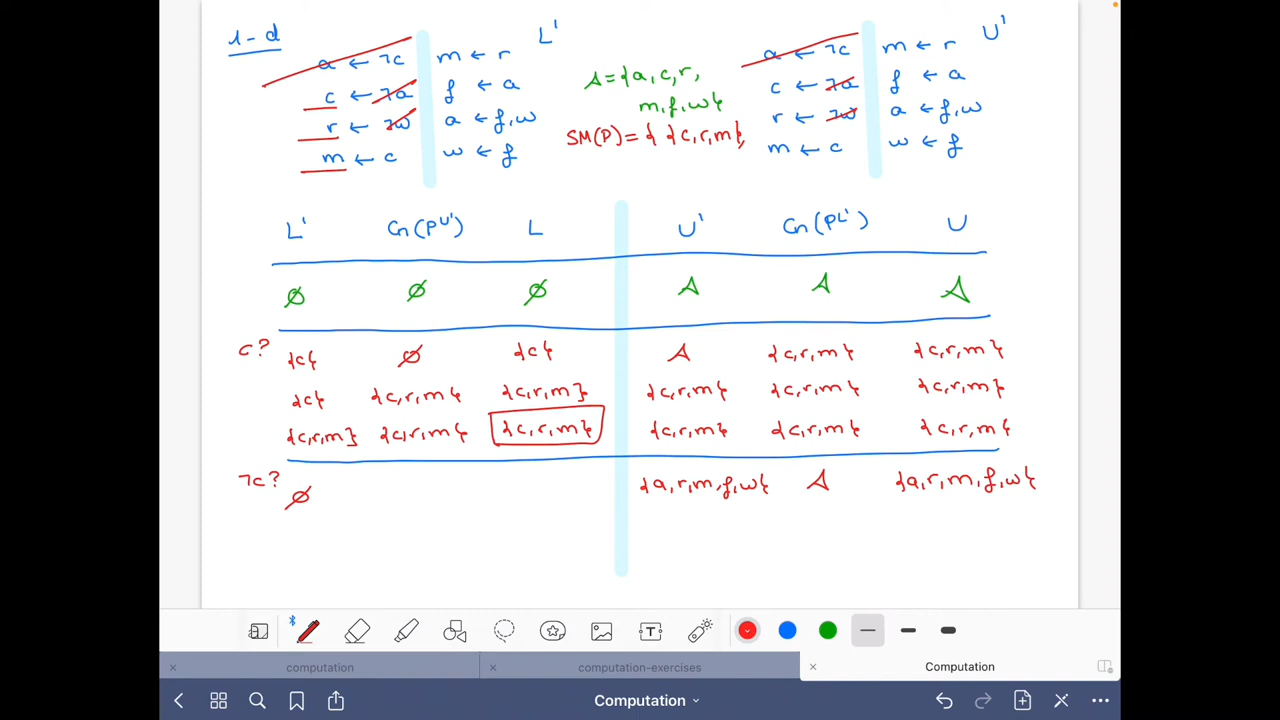 1-d
a ← ¬c
m ← r
L'
c ← ¬a
f ← a
r ← ¬w
a ← f,w
m ← c
w ← f
A = {a, c, r,
m, f, w}
SM(P) = { {c,r,m},
a ← ¬c
m ← r
U'
c ← ¬a
f ← a
r ← ¬w
a ← f,w
m ← c
w ← f
L' Cn(P^U') L U' Cn(P^L') U
∅ ∅ ∅ A A A
c? {c} ∅ {c} A {c,r,m} {c,r,m}
{c} {c,r,m} {c,r,m} {c,r,m} {c,r,m} {c,r,m}
{c,r,m} {c,r,m} {c,r,m} {c,r,m} {c,r,m} {c,r,m}
¬c? ∅ {a,r,m,f,w} A {a,r,m,f,w}
T
computation
computation-exercises
Computation
Computation